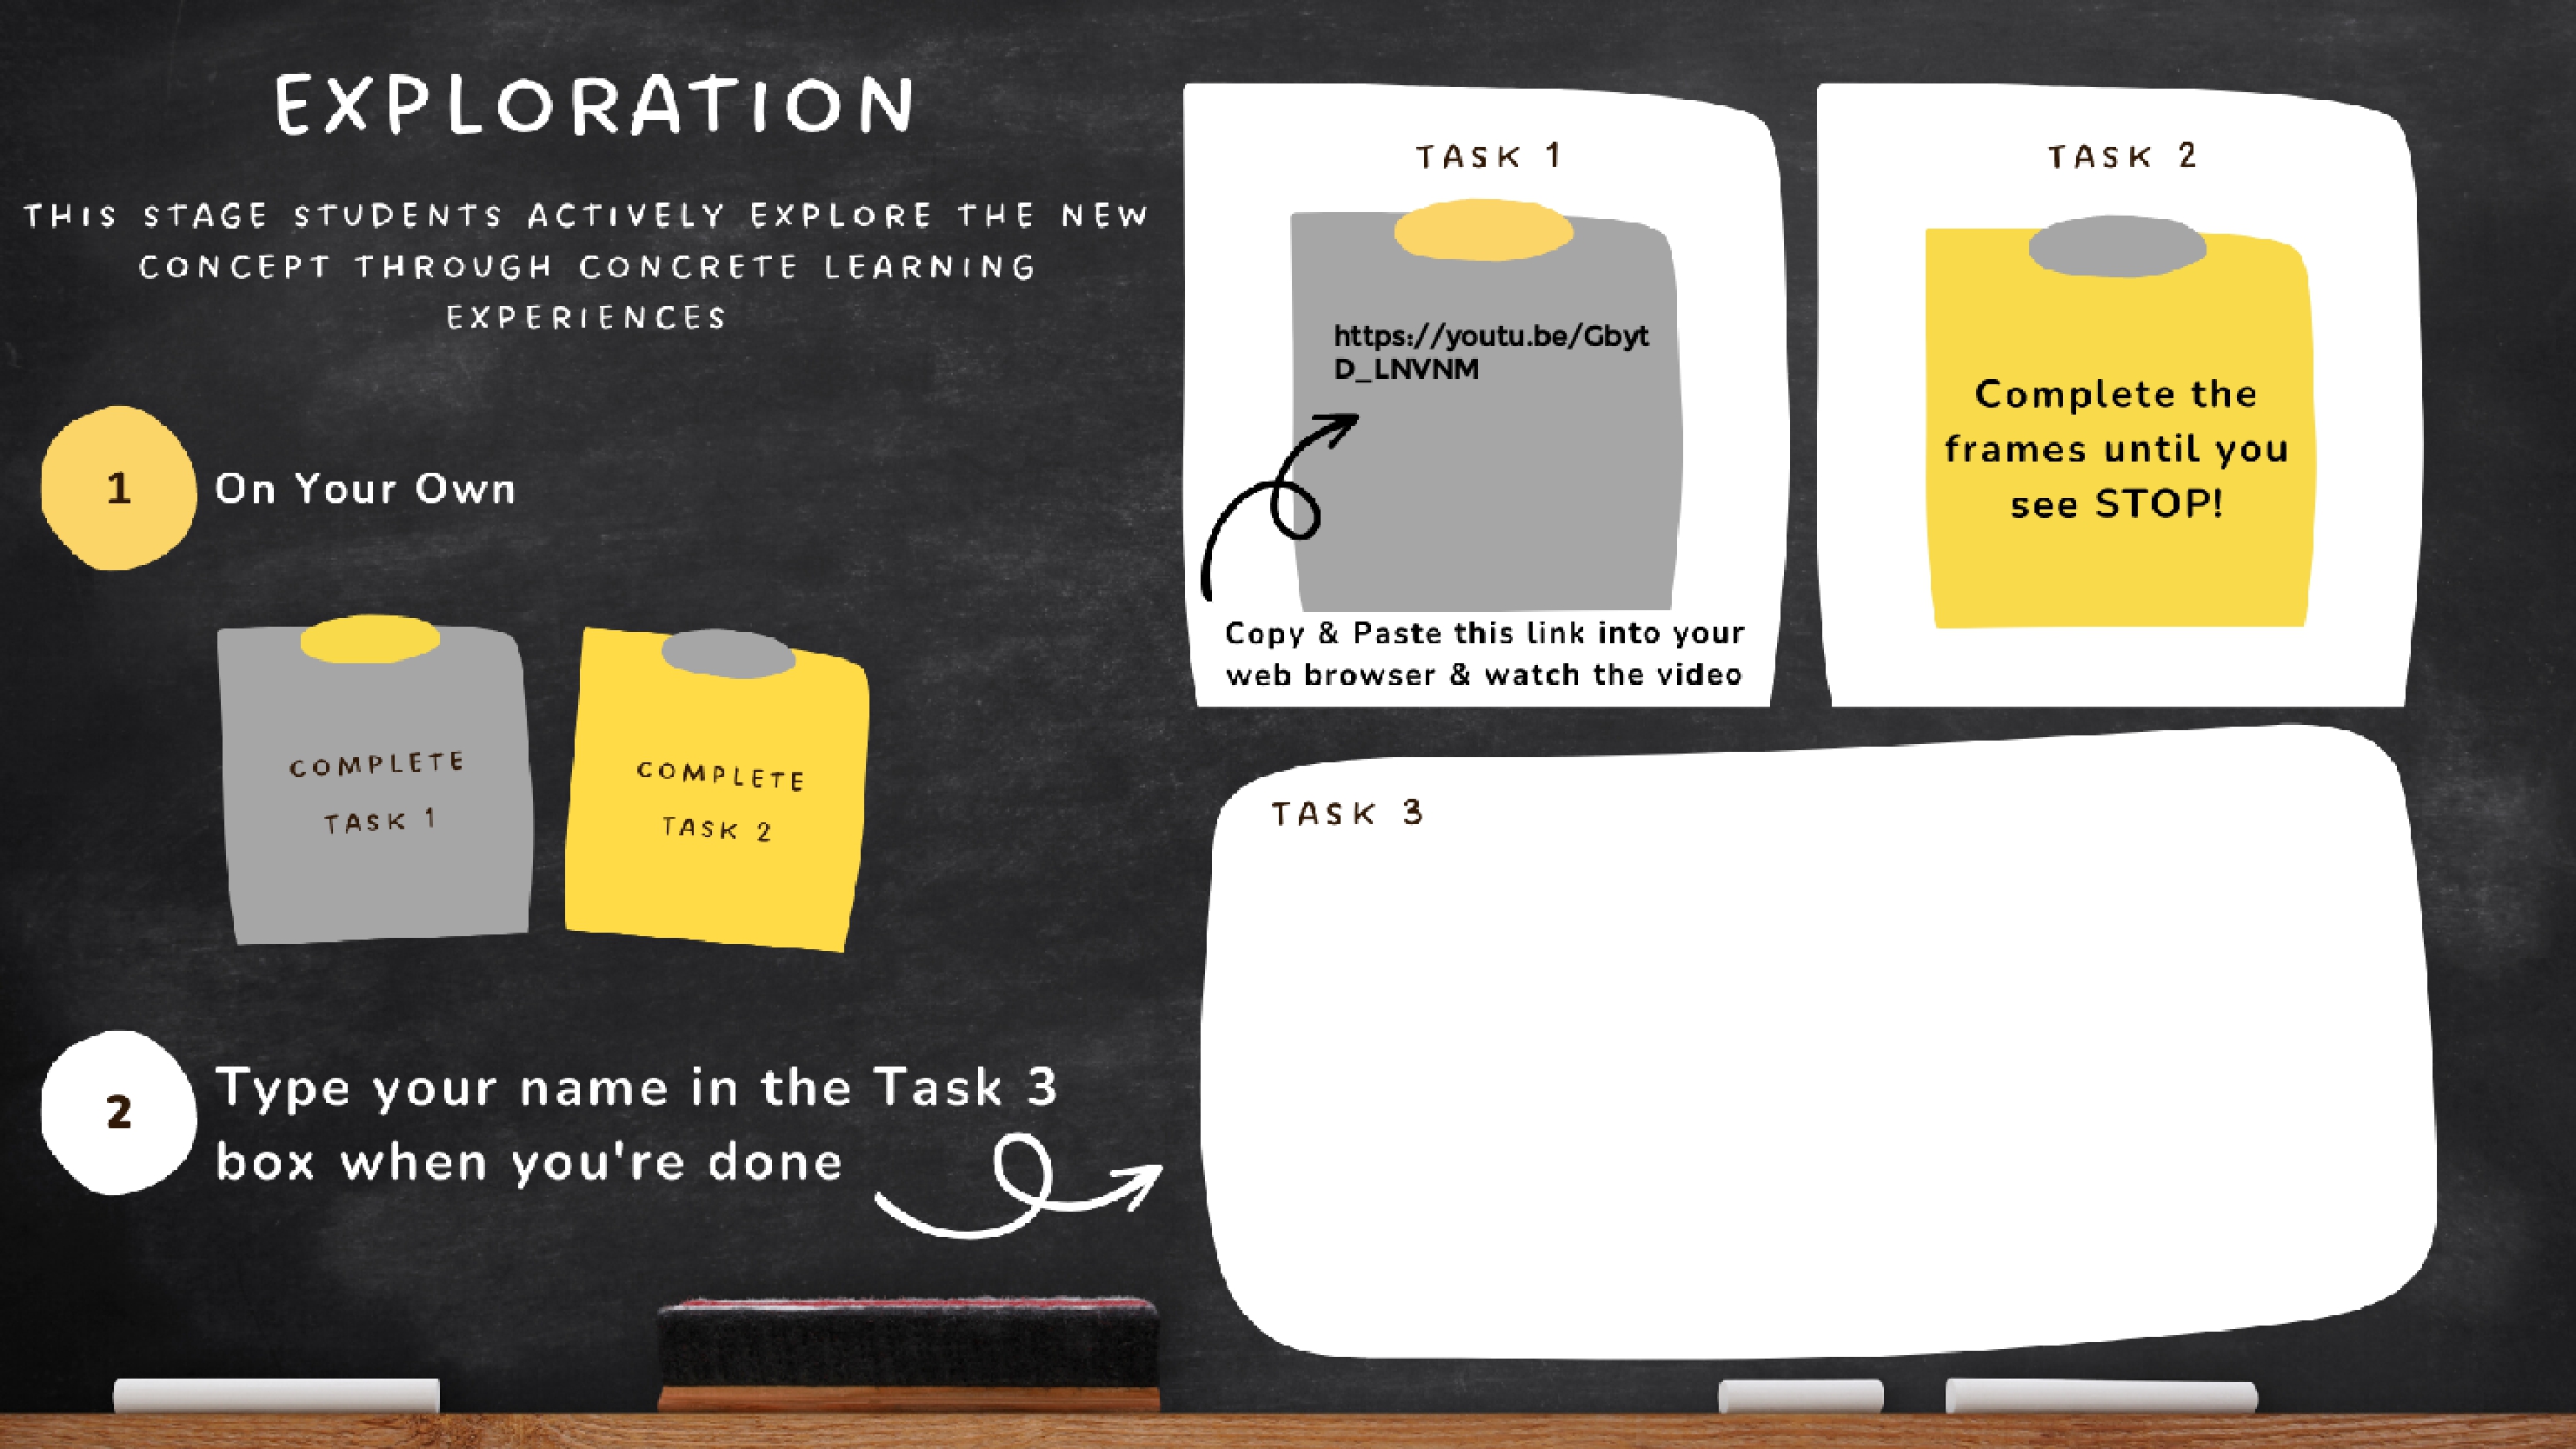 EXPLORATION
THIS STAGE STUDENTS ACTIVELY EXPLORE THE NEW
CONCEPT THROUGH CONCRETE LEARNING
EXPERIENCES
1
On Your Own
COMPLETE
TASK 1
COMPLETE
TASK 2
2
Type your name in the Task 3
box when you're done
TASK 1
https://youtu.be/Gbyt
D_LNVNM
Copy & Paste this link into your
web browser & watch the video
TASK 2
Complete the
frames until you
see STOP!
TASK 3